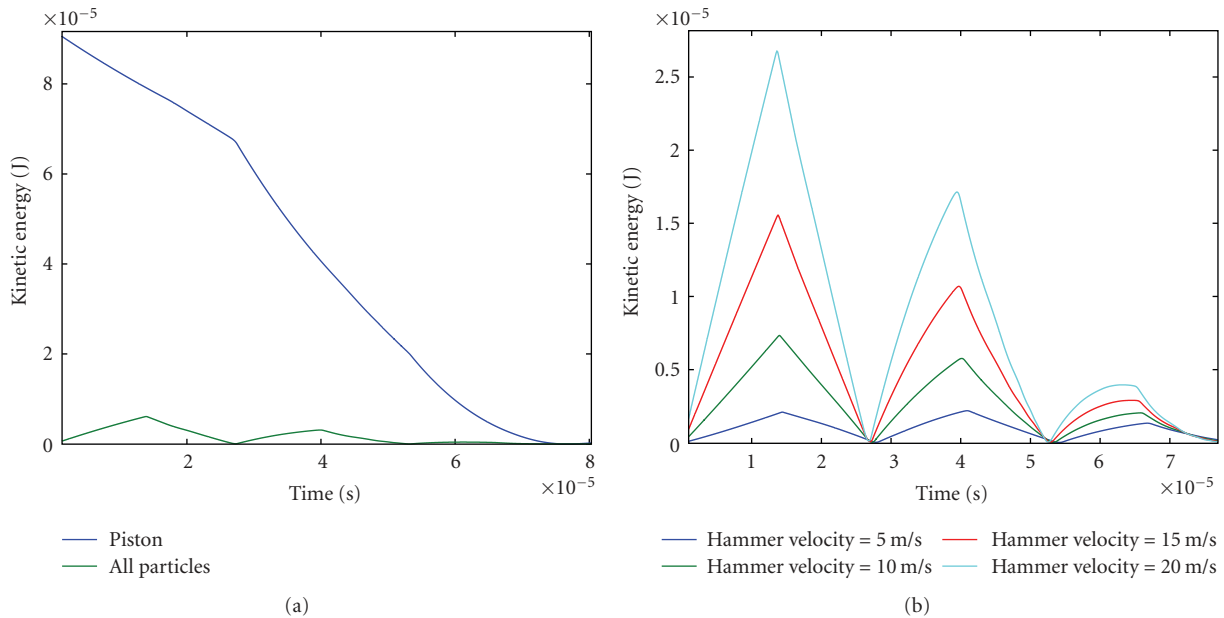 ×10⁻⁵
8
6
4
2
0
Kinetic energy (J)
2
4
6
8
Time (s)
×10⁻⁵
Piston
All particles
(a)
×10⁻⁵
2.5
2
1.5
1
0.5
0
Kinetic energy (J)
1
2
3
4
5
6
7
Time (s)
×10⁻⁵
Hammer velocity = 5 m/s
Hammer velocity = 10 m/s
Hammer velocity = 15 m/s
Hammer velocity = 20 m/s
(b)